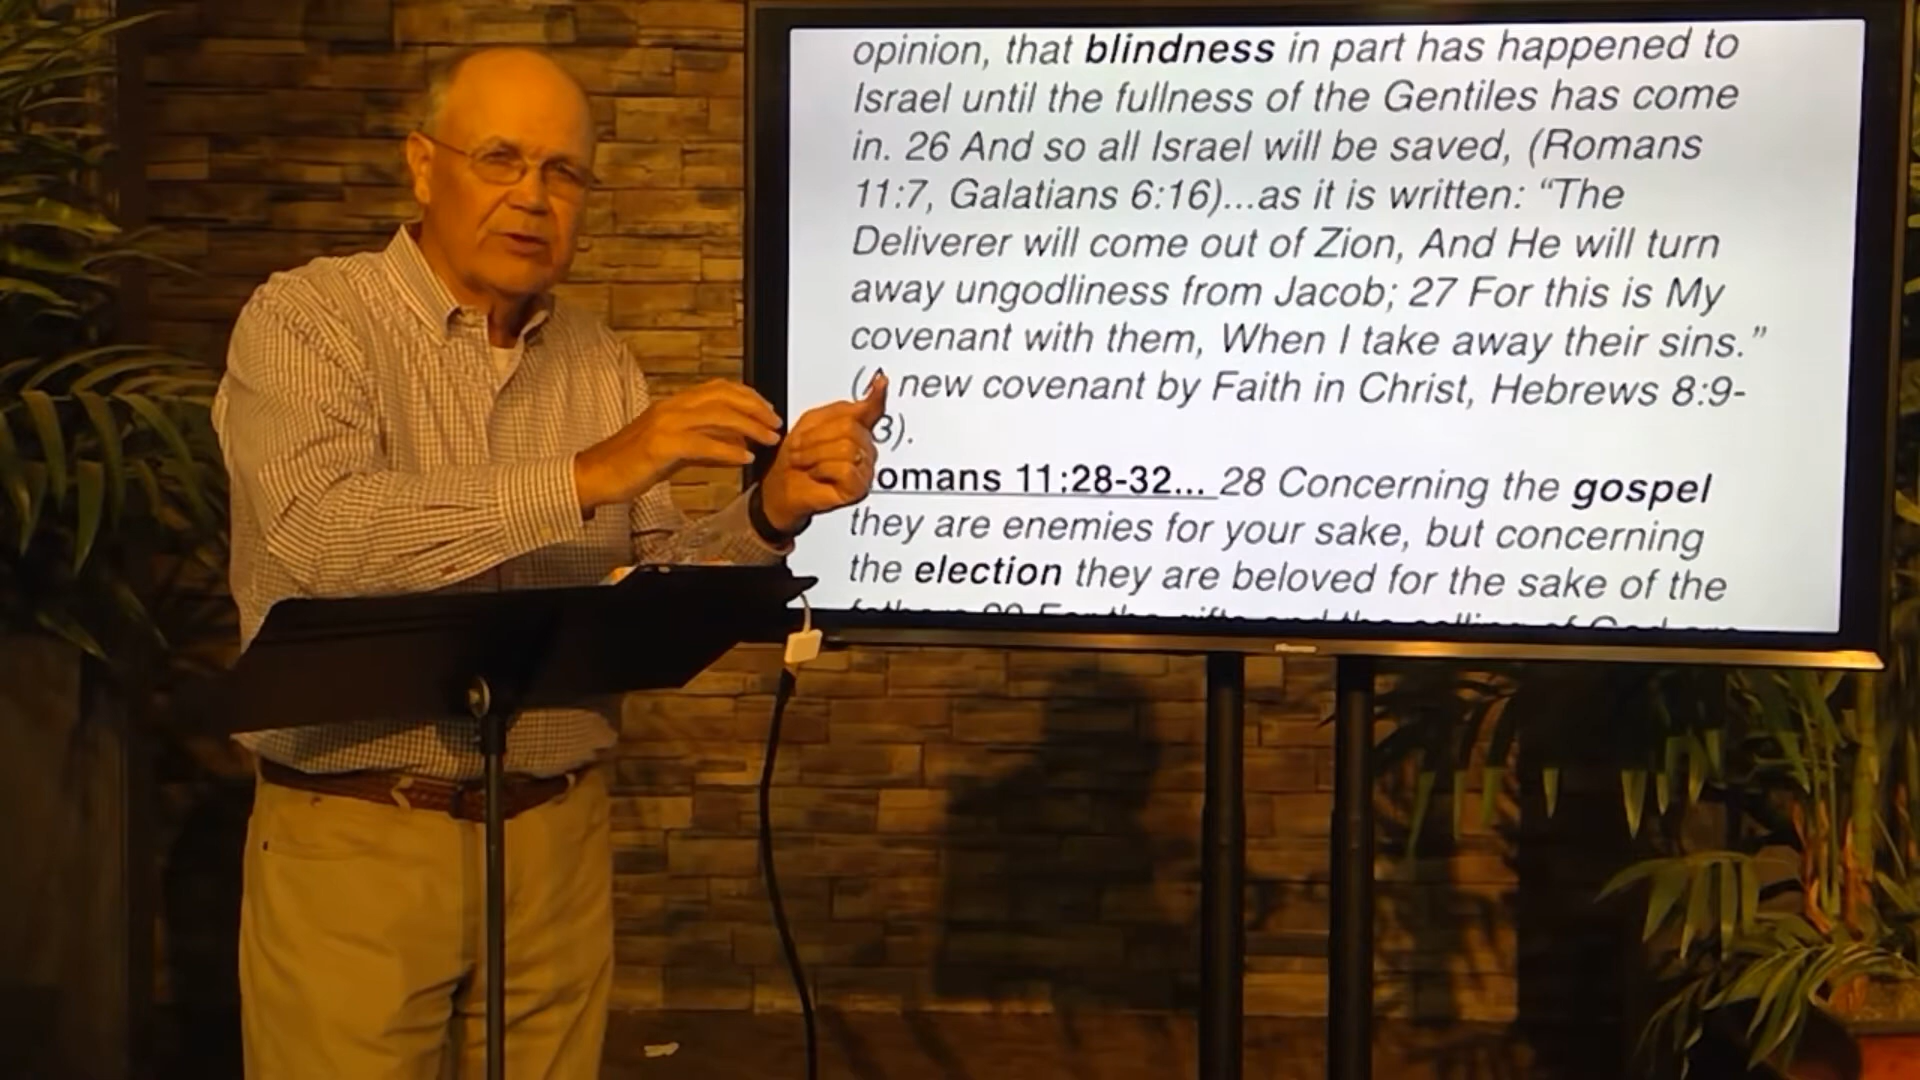 opinion, that blindness in part has happened to
Israel until the fullness of the Gentiles has come
in. 26 And so all Israel will be saved, (Romans
11:7, Galatians 6:16)...as it is written: “The
Deliverer will come out of Zion, And He will turn
away ungodliness from Jacob; 27 For this is My
covenant with them, When I take away their sins.”
(A new covenant by Faith in Christ, Hebrews 8:9-
3).
omans 11:28-32... 28 Concerning the gospel
they are enemies for your sake, but concerning
the election they are beloved for the sake of the